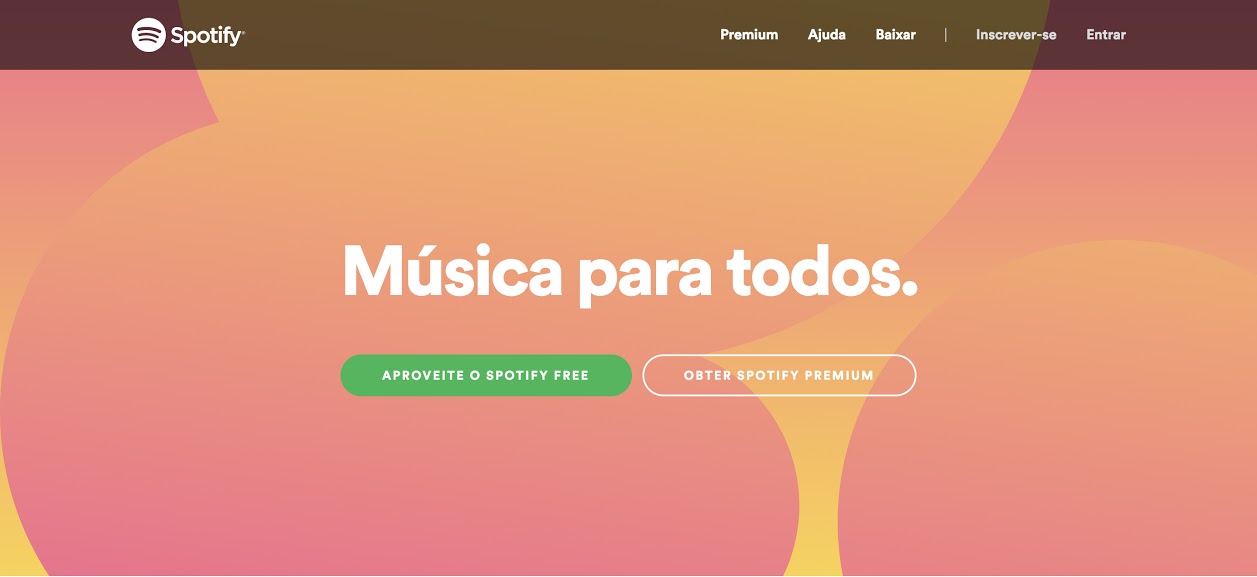 Spotify®
Premium Ajuda Baixar | Inscrever-se Entrar
Música para todos.
APROVEITE O SPOTIFY FREE
OBTER SPOTIFY PREMIUM